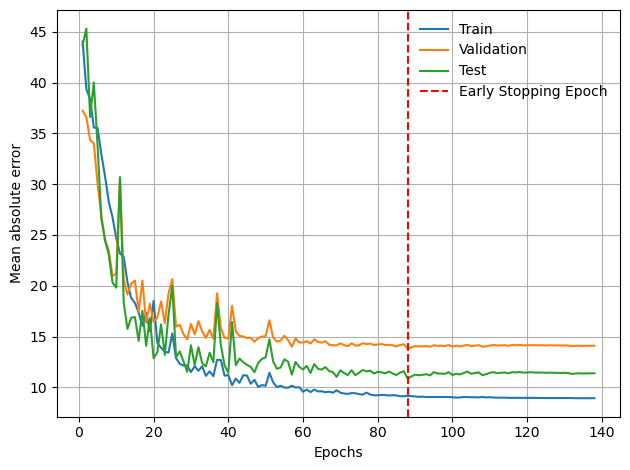 45
40
35
30
25
20
15
10
Mean absolute error
Train
Validation
Test
Early Stopping Epoch
0 20 40 60 80 100 120 140
Epochs